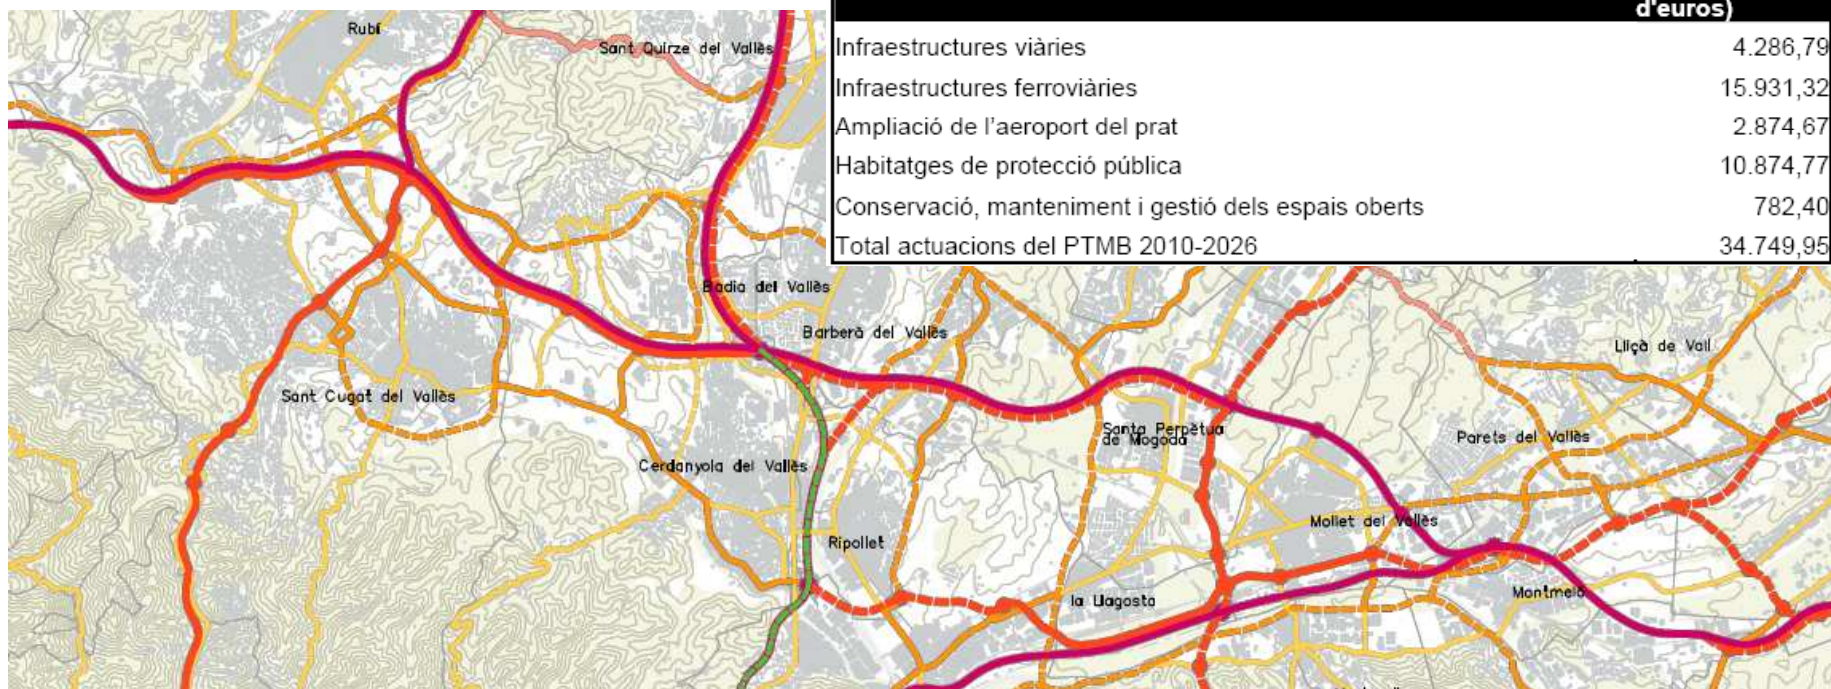 d'euros)
Infraestructures viàries 4.286,79
Infraestructures ferroviàries 15.931,32
Ampliació de l'aeroport del prat 2.874,67
Habitatges de protecció pública 10.874,77
Conservació, manteniment i gestió dels espais oberts 782,40
Total actuacions del PTMB 2010-2026 34.749,95
Rubí
Sant Quirze del Vallès
Badia del Vallès
Barberà del Vallès
Lliçà de Vall
Sant Cugat del Vallès
Santa Perpètua
de Mogoda
Parets del Vallès
Cerdanyola del Vallès
Mollet del Vallès
Ripollet
la Llagosta
Montmeló